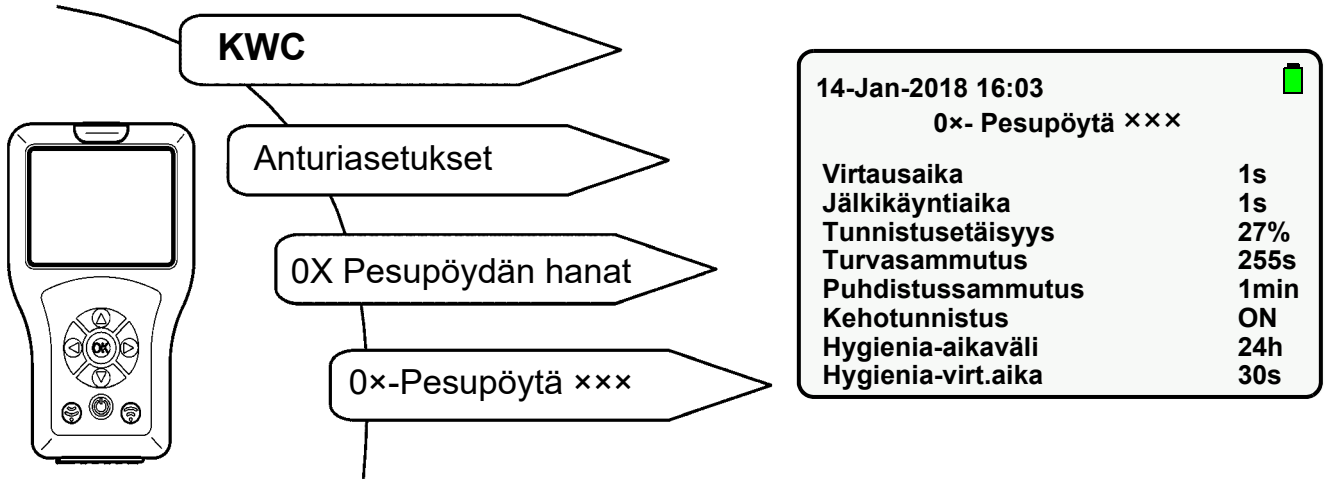 KWC
Anturiasetukset
0X Pesupöydän hanat
0×-Pesupöytä ×××
OK
14-Jan-2018 16:03
0×- Pesupöytä ×××
Virtausaika 1s
Jälkikäyntiaika 1s
Tunnistusetäisyys 27%
Turvasammutus 255s
Puhdistussammutus 1min
Kehotunnistus ON
Hygienia-aikaväli 24h
Hygienia-virt.aika 30s